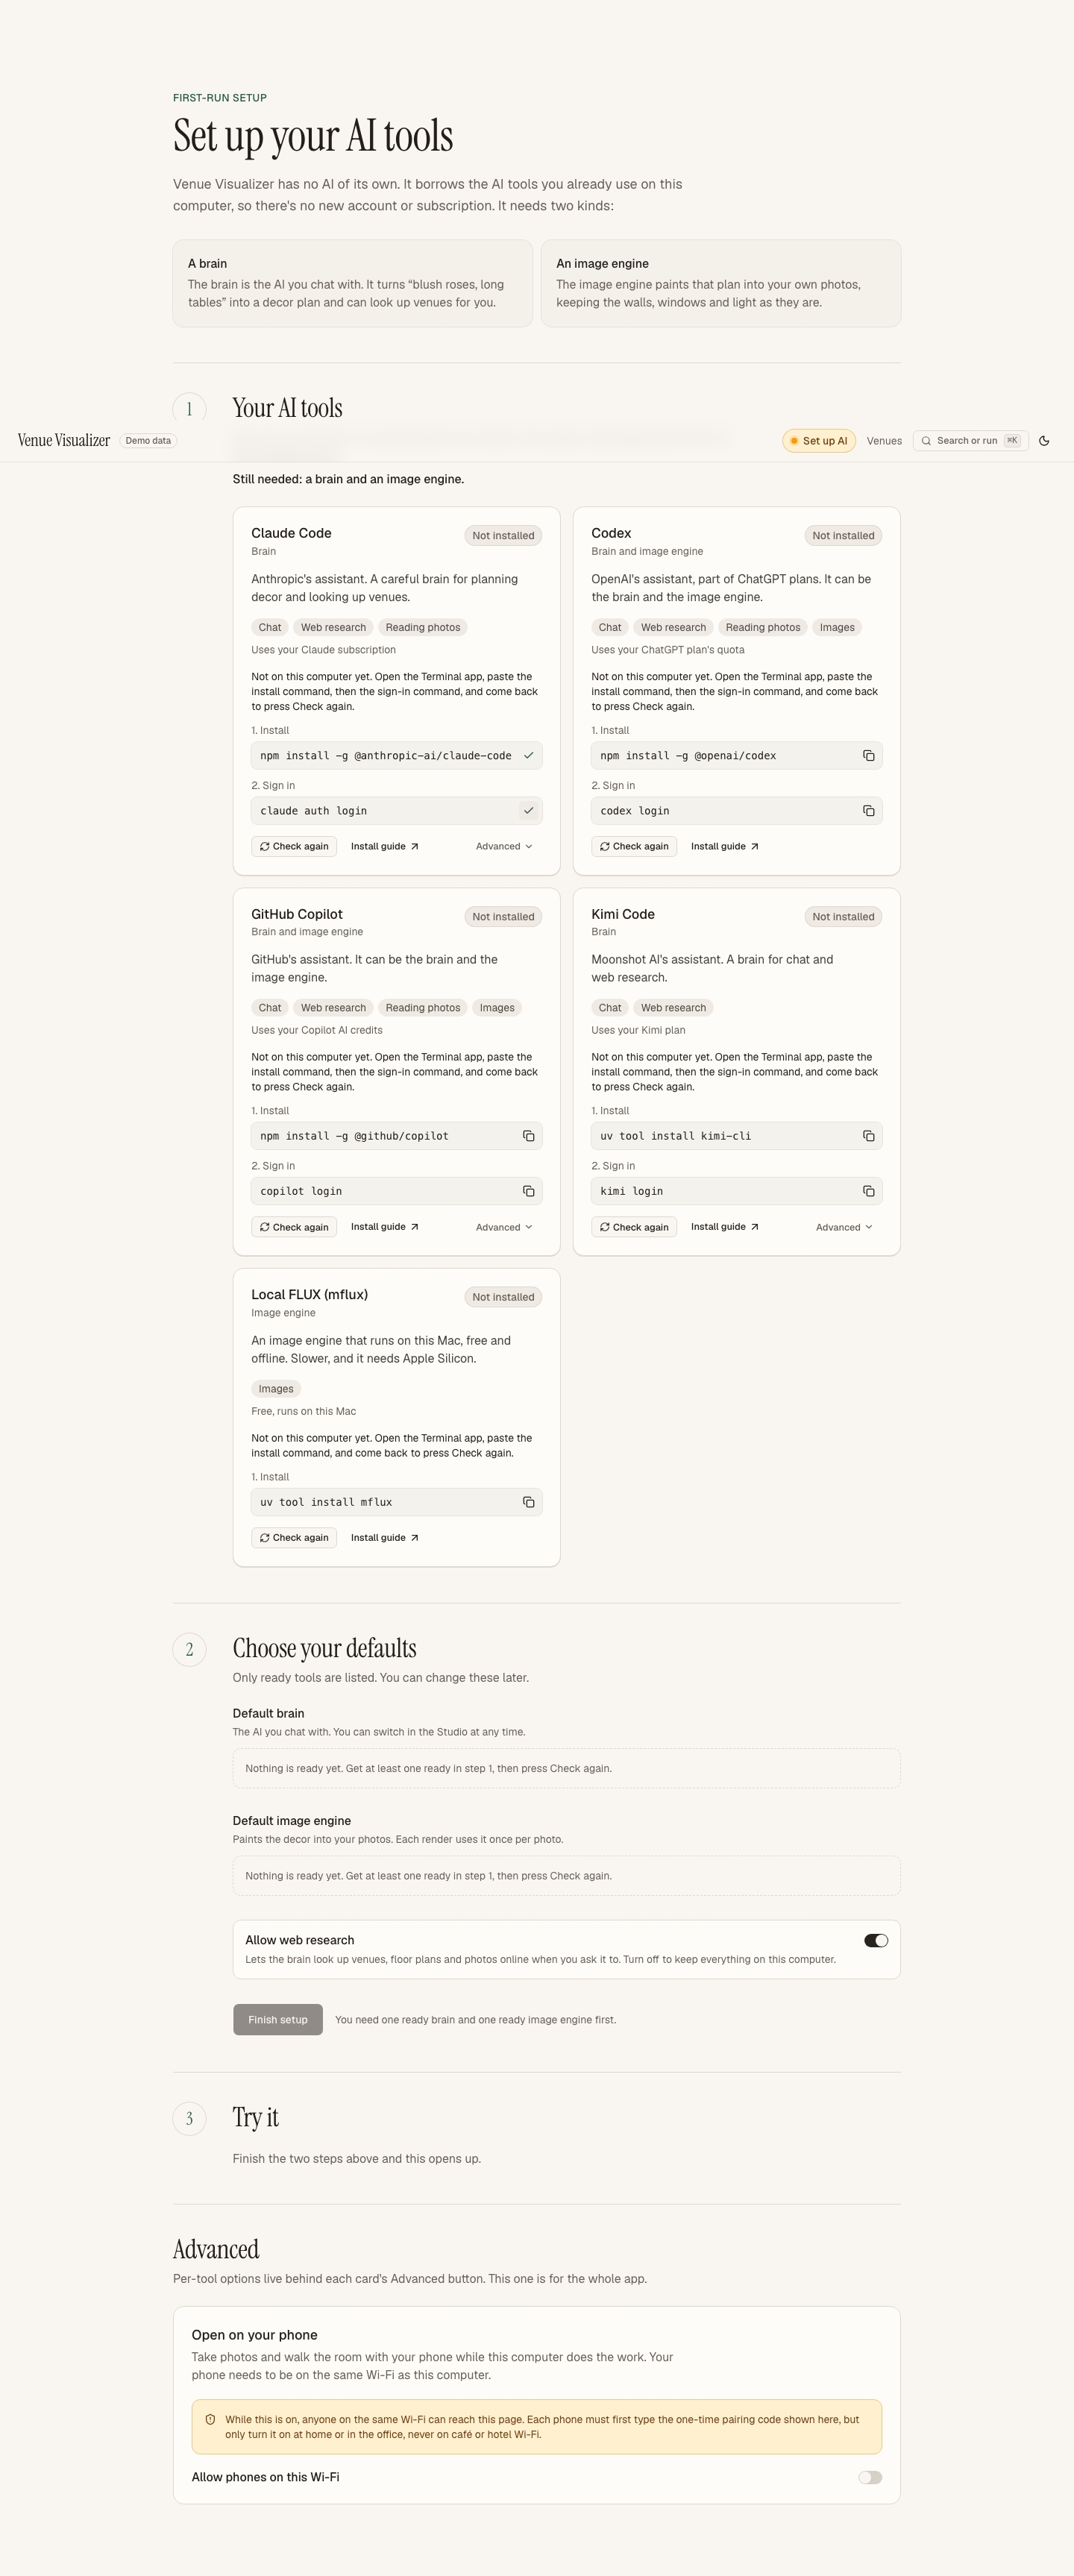 FIRST-RUN SETUP
Set up your AI tools
Venue Visualizer has no AI of its own. It borrows the AI tools you already use on this
computer, so there's no new account or subscription. It needs two kinds:
A brain
The brain is the AI you chat with. It turns “blush roses, long
tables” into a decor plan and can look up venues for you.
An image engine
The image engine paints that plan into your own photos,
keeping the walls, windows and light as they are.
1
Your AI tools
Venue Visualizer
Demo data
Set up AI
Venues
Search or run
⌘K
Still needed: a brain and an image engine.
Claude Code
Not installed
Brain
Anthropic's assistant. A careful brain for planning
decor and looking up venues.
Chat
Web research
Reading photos
Uses your Claude subscription
Not on this computer yet. Open the Terminal app, paste the
install command, then the sign-in command, and come back
to press Check again.
1. Install
npm install -g @anthropic-ai/claude-code
2. Sign in
claude auth login
Check again
Install guide
Advanced
Codex
Not installed
Brain and image engine
OpenAI's assistant, part of ChatGPT plans. It can be
the brain and the image engine.
Chat
Web research
Reading photos
Images
Uses your ChatGPT plan's quota
Not on this computer yet. Open the Terminal app, paste the
install command, then the sign-in command, and come back
to press Check again.
1. Install
npm install -g @openai/codex
2. Sign in
codex login
Check again
Install guide
GitHub Copilot
Not installed
Brain and image engine
GitHub's assistant. It can be the brain and the
image engine.
Chat
Web research
Reading photos
Images
Uses your Copilot AI credits
Not on this computer yet. Open the Terminal app, paste the
install command, then the sign-in command, and come back
to press Check again.
1. Install
npm install -g @github/copilot
2. Sign in
copilot login
Check again
Install guide
Advanced
Kimi Code
Not installed
Brain
Moonshot AI's assistant. A brain for chat and
web research.
Chat
Web research
Uses your Kimi plan
Not on this computer yet. Open the Terminal app, paste the
install command, then the sign-in command, and come back
to press Check again.
1. Install
uv tool install kimi-cli
2. Sign in
kimi login
Check again
Install guide
Advanced
Local FLUX (mflux)
Not installed
Image engine
An image engine that runs on this Mac, free and
offline. Slower, and it needs Apple Silicon.
Images
Free, runs on this Mac
Not on this computer yet. Open the Terminal app, paste the
install command, and come back to press Check again.
1. Install
uv tool install mflux
Check again
Install guide
2
Choose your defaults
Only ready tools are listed. You can change these later.
Default brain
The AI you chat with. You can switch in the Studio at any time.
Nothing is ready yet. Get at least one ready in step 1, then press Check again.
Default image engine
Paints the decor into your photos. Each render uses it once per photo.
Nothing is ready yet. Get at least one ready in step 1, then press Check again.
Allow web research
Lets the brain look up venues, floor plans and photos online when you ask it to. Turn off to keep everything on this computer.
Finish setup
You need one ready brain and one ready image engine first.
3
Try it
Finish the two steps above and this opens up.
Advanced
Per-tool options live behind each card's Advanced button. This one is for the whole app.
Open on your phone
Take photos and walk the room with your phone while this computer does the work. Your
phone needs to be on the same Wi-Fi as this computer.
While this is on, anyone on the same Wi-Fi can reach this page. Each phone must first type the one-time pairing code shown here, but
only turn it on at home or in the office, never on café or hotel Wi-Fi.
Allow phones on this Wi-Fi